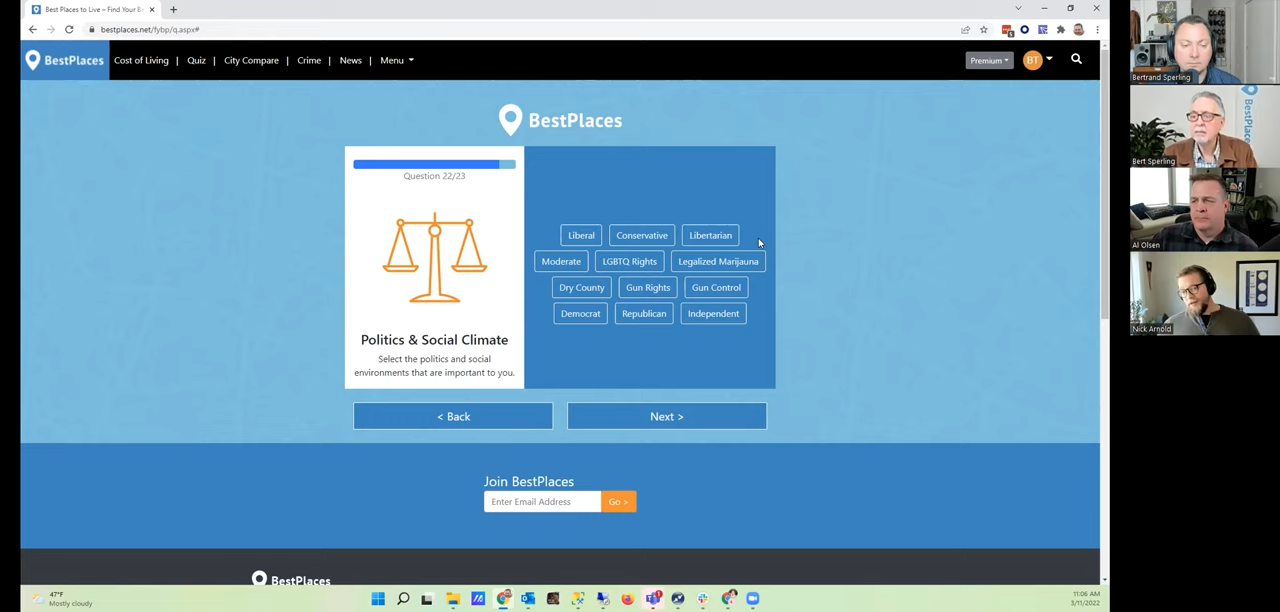 Best Places to Live – Find Your B
bestplaces.net/fybp/q.aspx#
BestPlaces
Cost of Living | Quiz | City Compare | Crime | News | Menu
Premium
BT
BestPlaces
Question 22/23
Politics & Social Climate
Select the politics and social
environments that are important to you.
Liberal
Conservative
Libertarian
Moderate
LGBTQ Rights
Legalized Marijauna
Dry County
Gun Rights
Gun Control
Democrat
Republican
Independent
< Back
Next >
Join BestPlaces
Enter Email Address
Go >
BestPlaces
47°F
Mostly cloudy
11:06 AM
3/11/2022
Bertrand Sperling
BestPlaces
Bert Sperling
Al Olsen
Nick Arnold